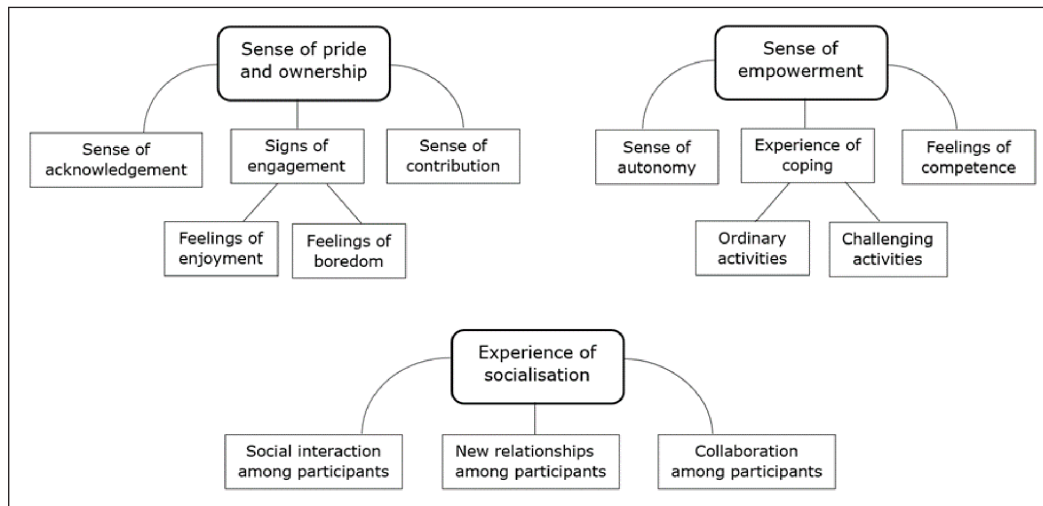 Sense of pride
and ownership
Sense of
acknowledgement
Signs of
engagement
Sense of
contribution
Feelings of
enjoyment
Feelings of
boredom
Sense of
empowerment
Sense of
autonomy
Experience of
coping
Feelings of
competence
Ordinary
activities
Challenging
activities
Experience of
socialisation
Social interaction
among participants
New relationships
among participants
Collaboration
among participants